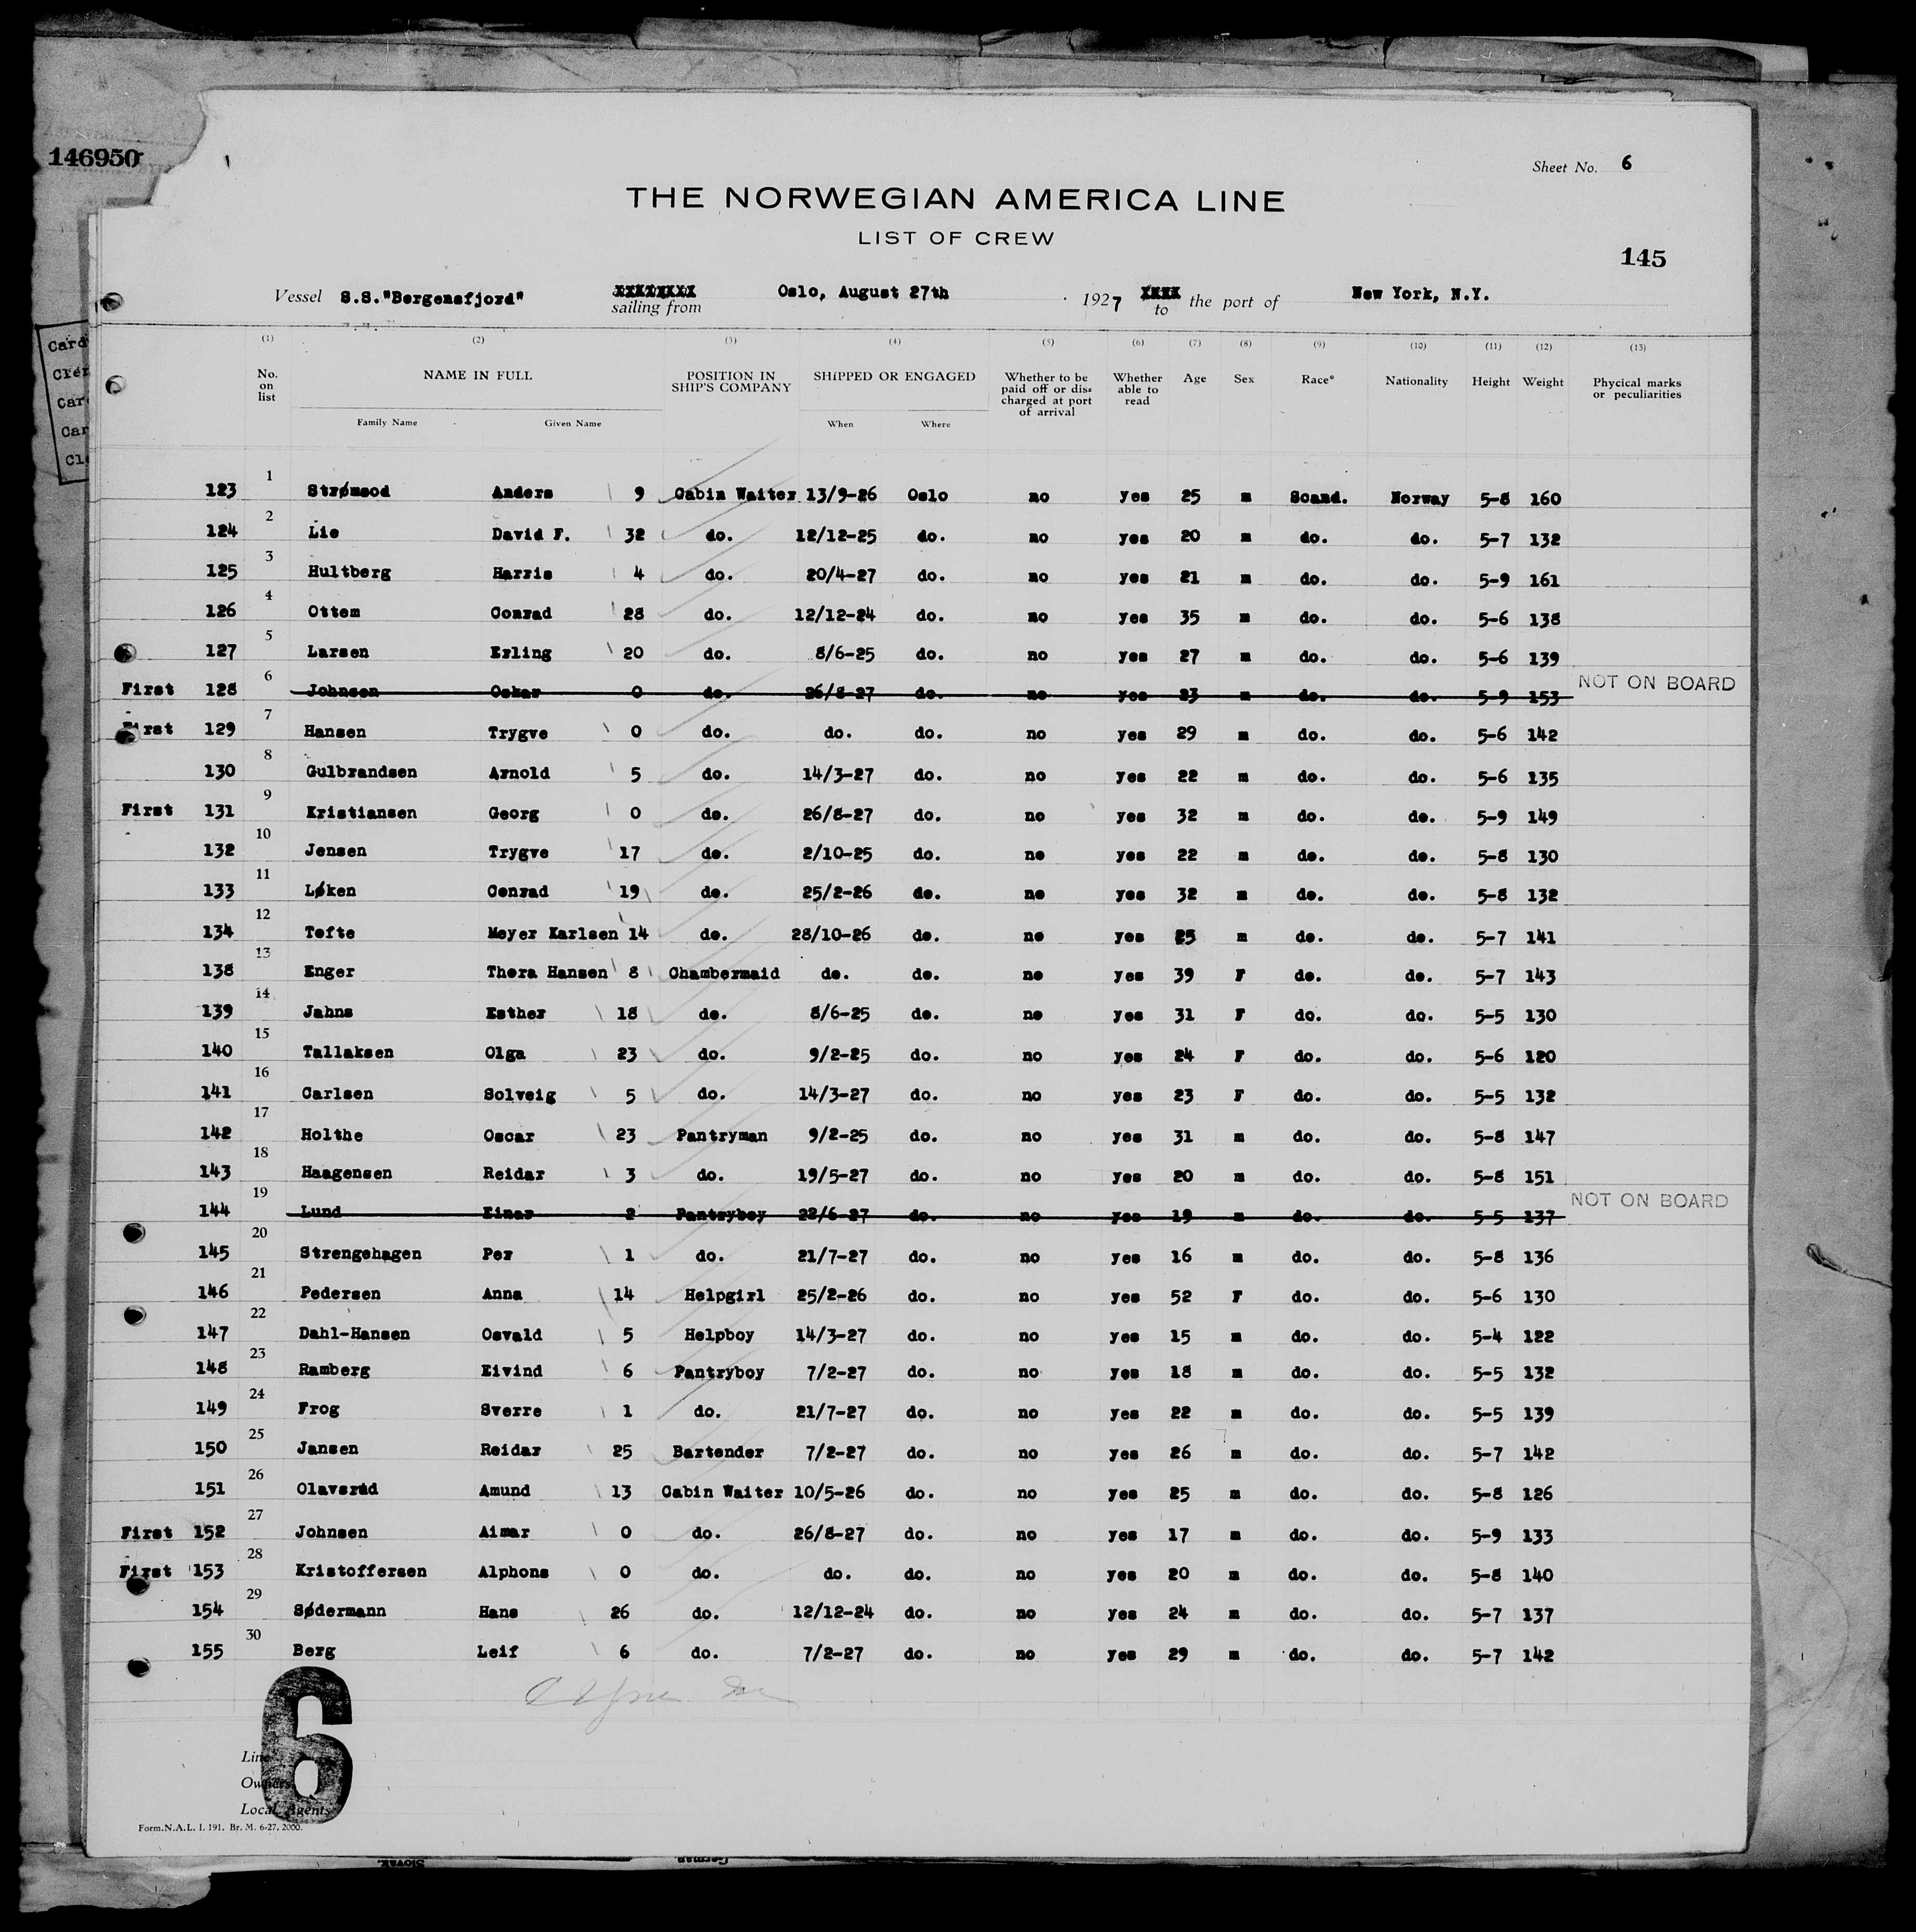 146950
Sheet No. 6
THE NORWEGIAN AMERICA LINE
LIST OF CREW
145
Vessel S.S."Bergensfjord" XXXXXXXX sailing from Oslo, August 27th 1927 XXXX to the port of New York, N.Y.
(1) (2) (3) (4) (5) (6) (7) (8) (9) (10) (11) (12) (13)
No. on list NAME IN FULL POSITION IN SHIP'S COMPANY SHIPPED OR ENGAGED Whether to be paid off or discharged at port of arrival Whether able to read Age Sex Race* Nationality Height Weight Phycical marks or peculiarities
Family Name Given Name When Where
123 1 Strømsod Anders 9 Cabin Waiter 13/9-26 Oslo no yes 25 m Scand. Norway 5-8 160
124 2 Lie David F. 32 do. 12/12-25 do. no yes 20 m do. do. 5-7 132
125 3 Hultberg Harris 4 do. 20/4-27 do. no yes 21 m do. do. 5-9 161
126 4 Ottem Conrad 28 do. 12/12-24 do. no yes 35 m do. do. 5-6 138
127 5 Larsen Erling 20 do. 8/6-25 do. no yes 27 m do. do. 5-6 139
First 128 6 Johnsen Oskar 0 do. 26/8-27 do. no yes 23 m do. do. 5-9 153 NOT ON BOARD
First 129 7 Hansen Trygve 0 do. do. do. no yes 29 m do. do. 5-6 142
130 8 Gulbrandsen Arnold 5 do. 14/3-27 do. no yes 22 m do. do. 5-6 135
First 131 9 Kristiansen Georg 0 do. 26/8-27 do. no yes 32 m do. do. 5-9 149
132 10 Jensen Trygve 17 do. 2/10-25 do. no yes 22 m do. do. 5-8 130
133 11 Løken Conrad 19 do. 25/2-26 do. no yes 32 m do. do. 5-8 132
134 12 Tofte Meyer Karlsen 14 do. 28/10-26 do. no yes 25 m do. do. 5-7 141
138 13 Enger Thora Hansen 8 Chambermaid do. do. no yes 39 F do. do. 5-7 143
139 14 Jahns Esther 18 do. 8/6-25 do. no yes 31 F do. do. 5-5 130
140 15 Tallaksen Olga 23 do. 9/2-25 do. no yes 24 F do. do. 5-6 120
141 16 Carlsen Solveig 5 do. 14/3-27 do. no yes 23 F do. do. 5-5 132
142 17 Holthe Oscar 23 Pantryman 9/2-25 do. no yes 31 m do. do. 5-8 147
143 18 Haagensen Reidar 3 do. 19/5-27 do. no yes 20 m do. do. 5-8 151
144 19 Lund Einar 2 Pantryboy 22/6-27 do. no yes 19 m do. do. 5-5 137 NOT ON BOARD
145 20 Strengehagen Per 1 do. 21/7-27 do. no yes 16 m do. do. 5-8 136
146 21 Pedersen Anna 14 Helpgirl 25/2-26 do. no yes 52 F do. do. 5-6 130
147 22 Dahl-Hansen Osvald 5 Helpboy 14/3-27 do. no yes 15 m do. do. 5-4 122
148 23 Ramberg Eivind 6 Pantryboy 7/2-27 do. no yes 18 m do. do. 5-5 132
149 24 Frog Sverre 1 do. 21/7-27 do. no yes 22 m do. do. 5-5 139
150 25 Jansen Reidar 25 Bartender 7/2-27 do. no yes 26 m do. do. 5-7 142
151 26 Olavsrud Amund 13 Cabin Waiter 10/5-26 do. no yes 25 m do. do. 5-8 126
First 152 27 Johnsen Aimar 0 do. 26/8-27 do. no yes 17 m do. do. 5-9 133
First 153 28 Kristoffersen Alphons 0 do. do. do. no yes 20 m do. do. 5-8 140
154 29 Sødermann Hans 26 do. 12/12-24 do. no yes 24 m do. do. 5-7 137
155 30 Berg Leif 6 do. 7/2-27 do. no yes 29 m do. do. 5-7 142
6
Line
Owners
Local Agents
Form.N.A.L. I. 191. Br. M. 6-27. 2000.